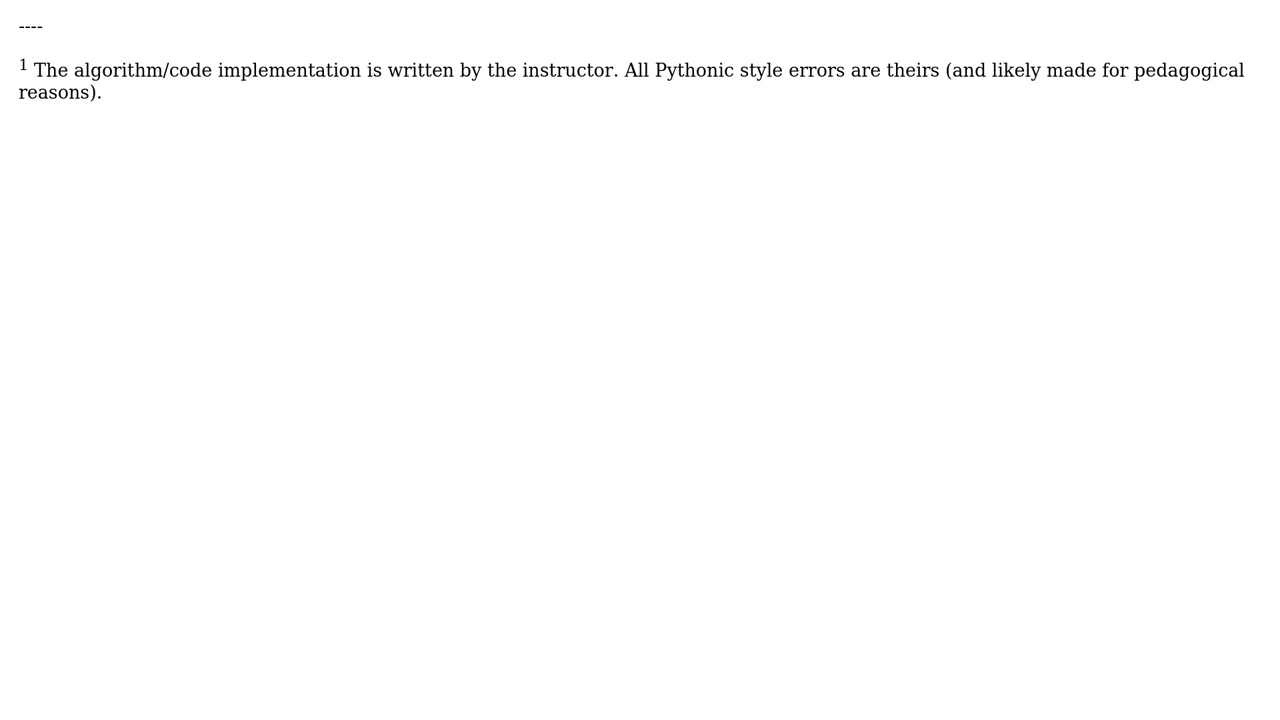 ----
1 The algorithm/code implementation is written by the instructor. All Pythonic style errors are theirs (and likely made for pedagogical
reasons).